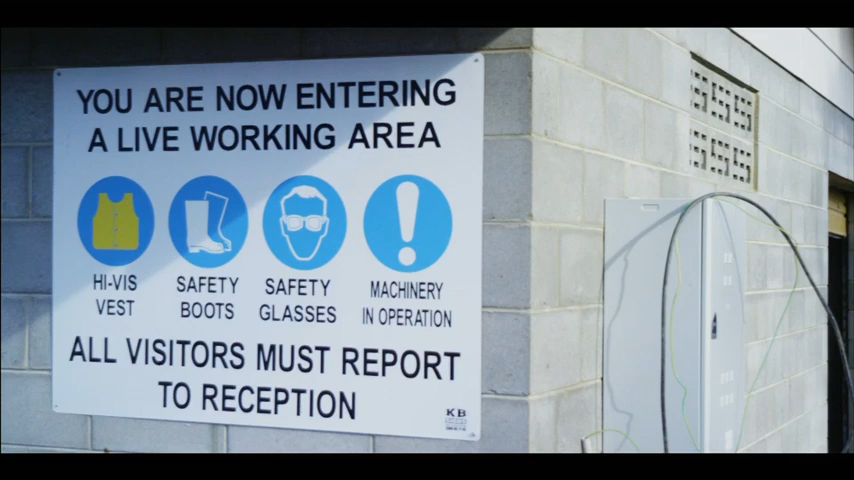 YOU ARE NOW ENTERING
A LIVE WORKING AREA
HI-VIS
VEST
SAFETY
BOOTS
SAFETY
GLASSES
MACHINERY
IN OPERATION
ALL VISITORS MUST REPORT
TO RECEPTION
KB